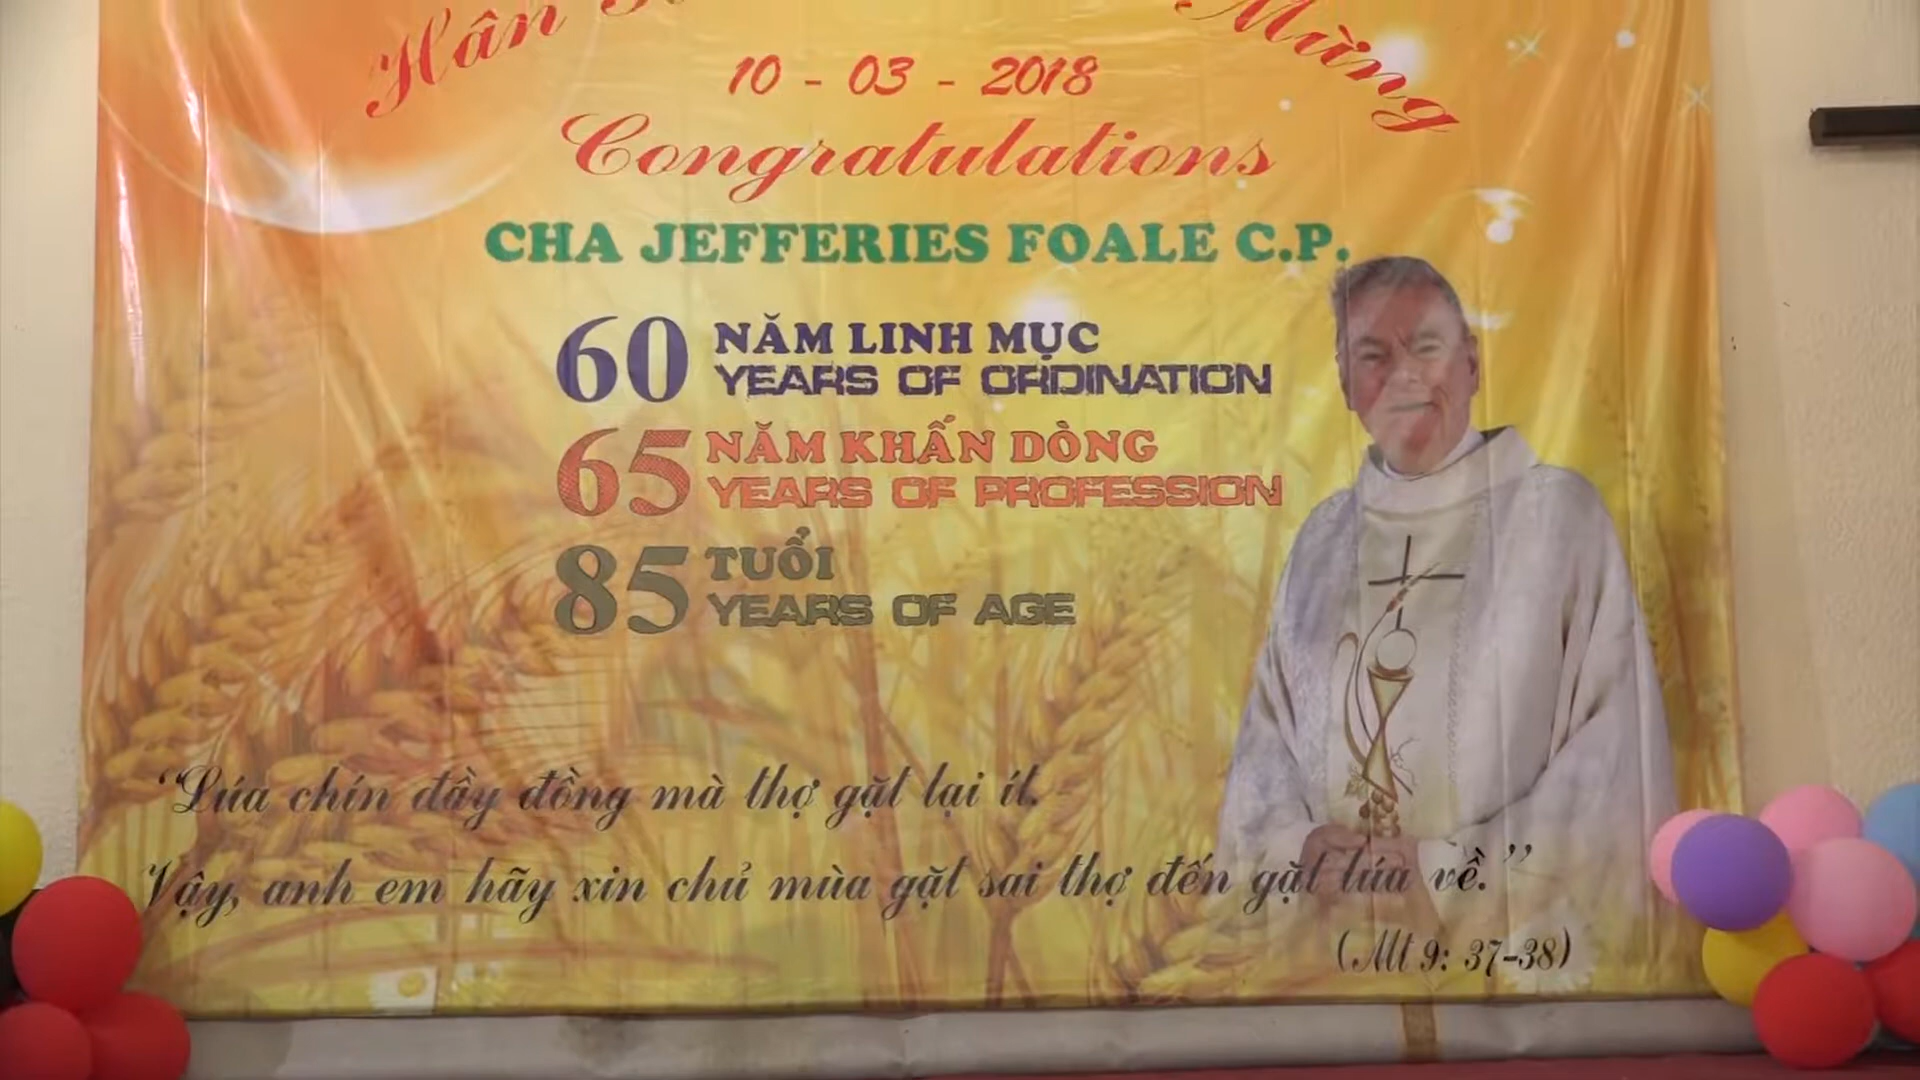 Hân Mừng
10 - 03 - 2018
Congratulations
CHA JEFFERIES FOALE C.P.
60 NĂM LINH MỤC
YEARS OF ORDINATION
65 NĂM KHẤN DÒNG
YEARS OF PROFESSION
85 TUỔI
YEARS OF AGE
“Lúa chín đầy đồng mà thợ gặt lại ít.
Vậy, anh em hãy xin chủ mùa gặt sai thợ đến gặt lúa về.”
(Mt 9: 37-38)